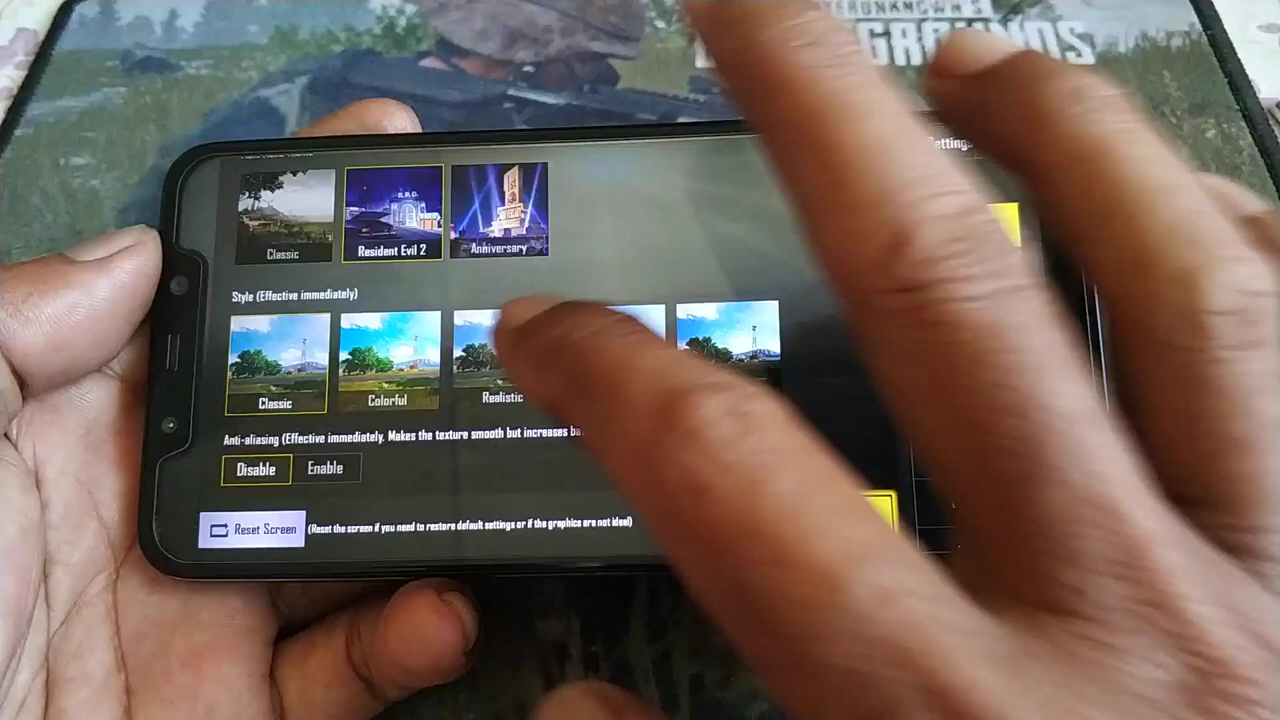 ettings
R.P.D.
Classic
Resident Evil 2
Anniversary
Style (Effective immediately)
Classic
Colorful
Realistic
Anti-aliasing (Effective immediately. Makes the texture smooth but increases
Disable
Enable
Reset Screen
(Reset the screen if you need to restore default settings or if the graphics are not ideal)